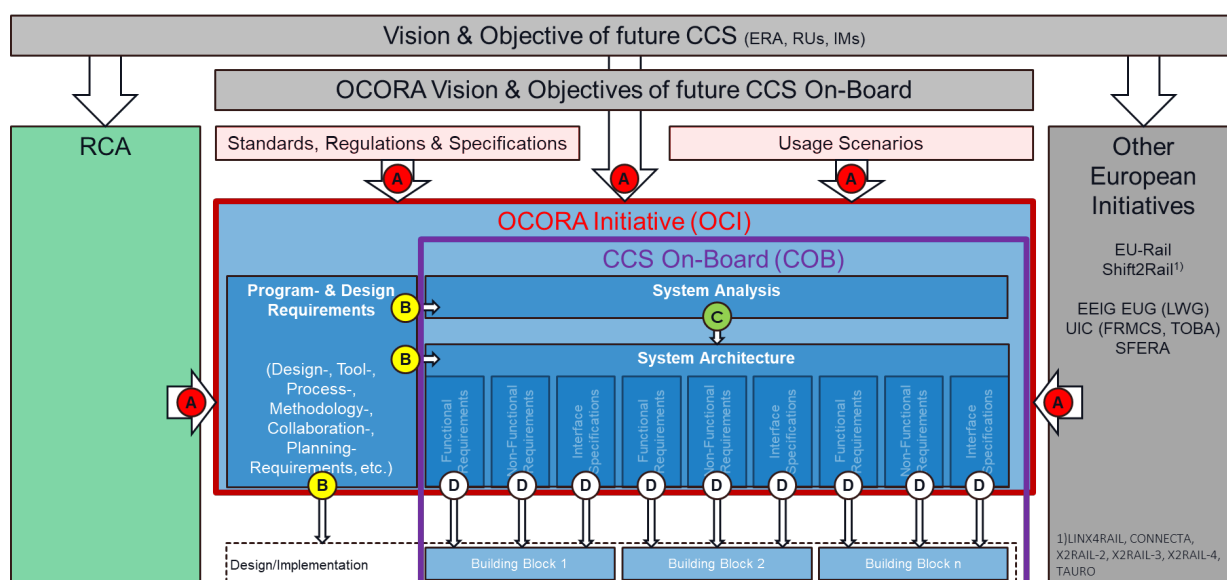 Vision & Objective of future CCS (ERA, RUs, IMs)
OCORA Vision & Objectives of future CCS On-Board
RCA
Standards, Regulations & Specifications
Usage Scenarios
Other
European
Initiatives
A
A
A
OCORA Initiative (OCI)
CCS On-Board (COB)
EU-Rail
Shift2Rail1)
EEIG EUG (LWG)
UIC (FRMCS, TOBA)
SFERA
Program- & Design
Requirements
B
System Analysis
C
B
System Architecture
(Design-, Tool-,
Process-,
Methodology-,
Collaboration-,
Planning-
Requirements, etc.)
A
A
Functional
Requirements
Non-Functional
Requirements
Interface
Specifications
Functional
Requirements
Non-Functional
Requirements
Interface
Specifications
Functional
Requirements
Non-Functional
Requirements
Interface
Specifications
B
D
D
D
D
D
D
D
D
D
Design/Implementation
Building Block 1
Building Block 2
Building Block n
1)LINX4RAIL, CONNECTA,
X2RAIL-2, X2RAIL-3, X2RAIL-4,
TAURO